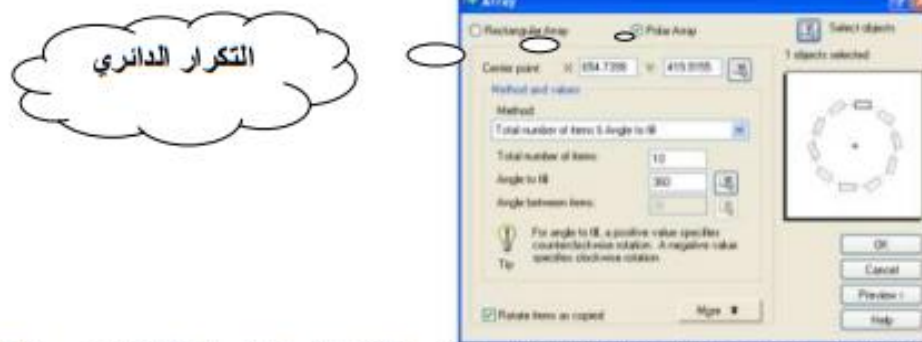 التكرار الدائري
Array
Rectangular Array
Polar Array
Select objects
objects selected
Center point: X: Y:
Method and values
Method:
Total number of items & Angle to fill
Total number of items: 10
Angle to fill: 360
Angle between items:
For angle to fill, a positive value specifies
counterclockwise rotation. A negative value
specifies clockwise rotation.
Tip
Rotate items as copied
More
OK
Cancel
Preview <
Help